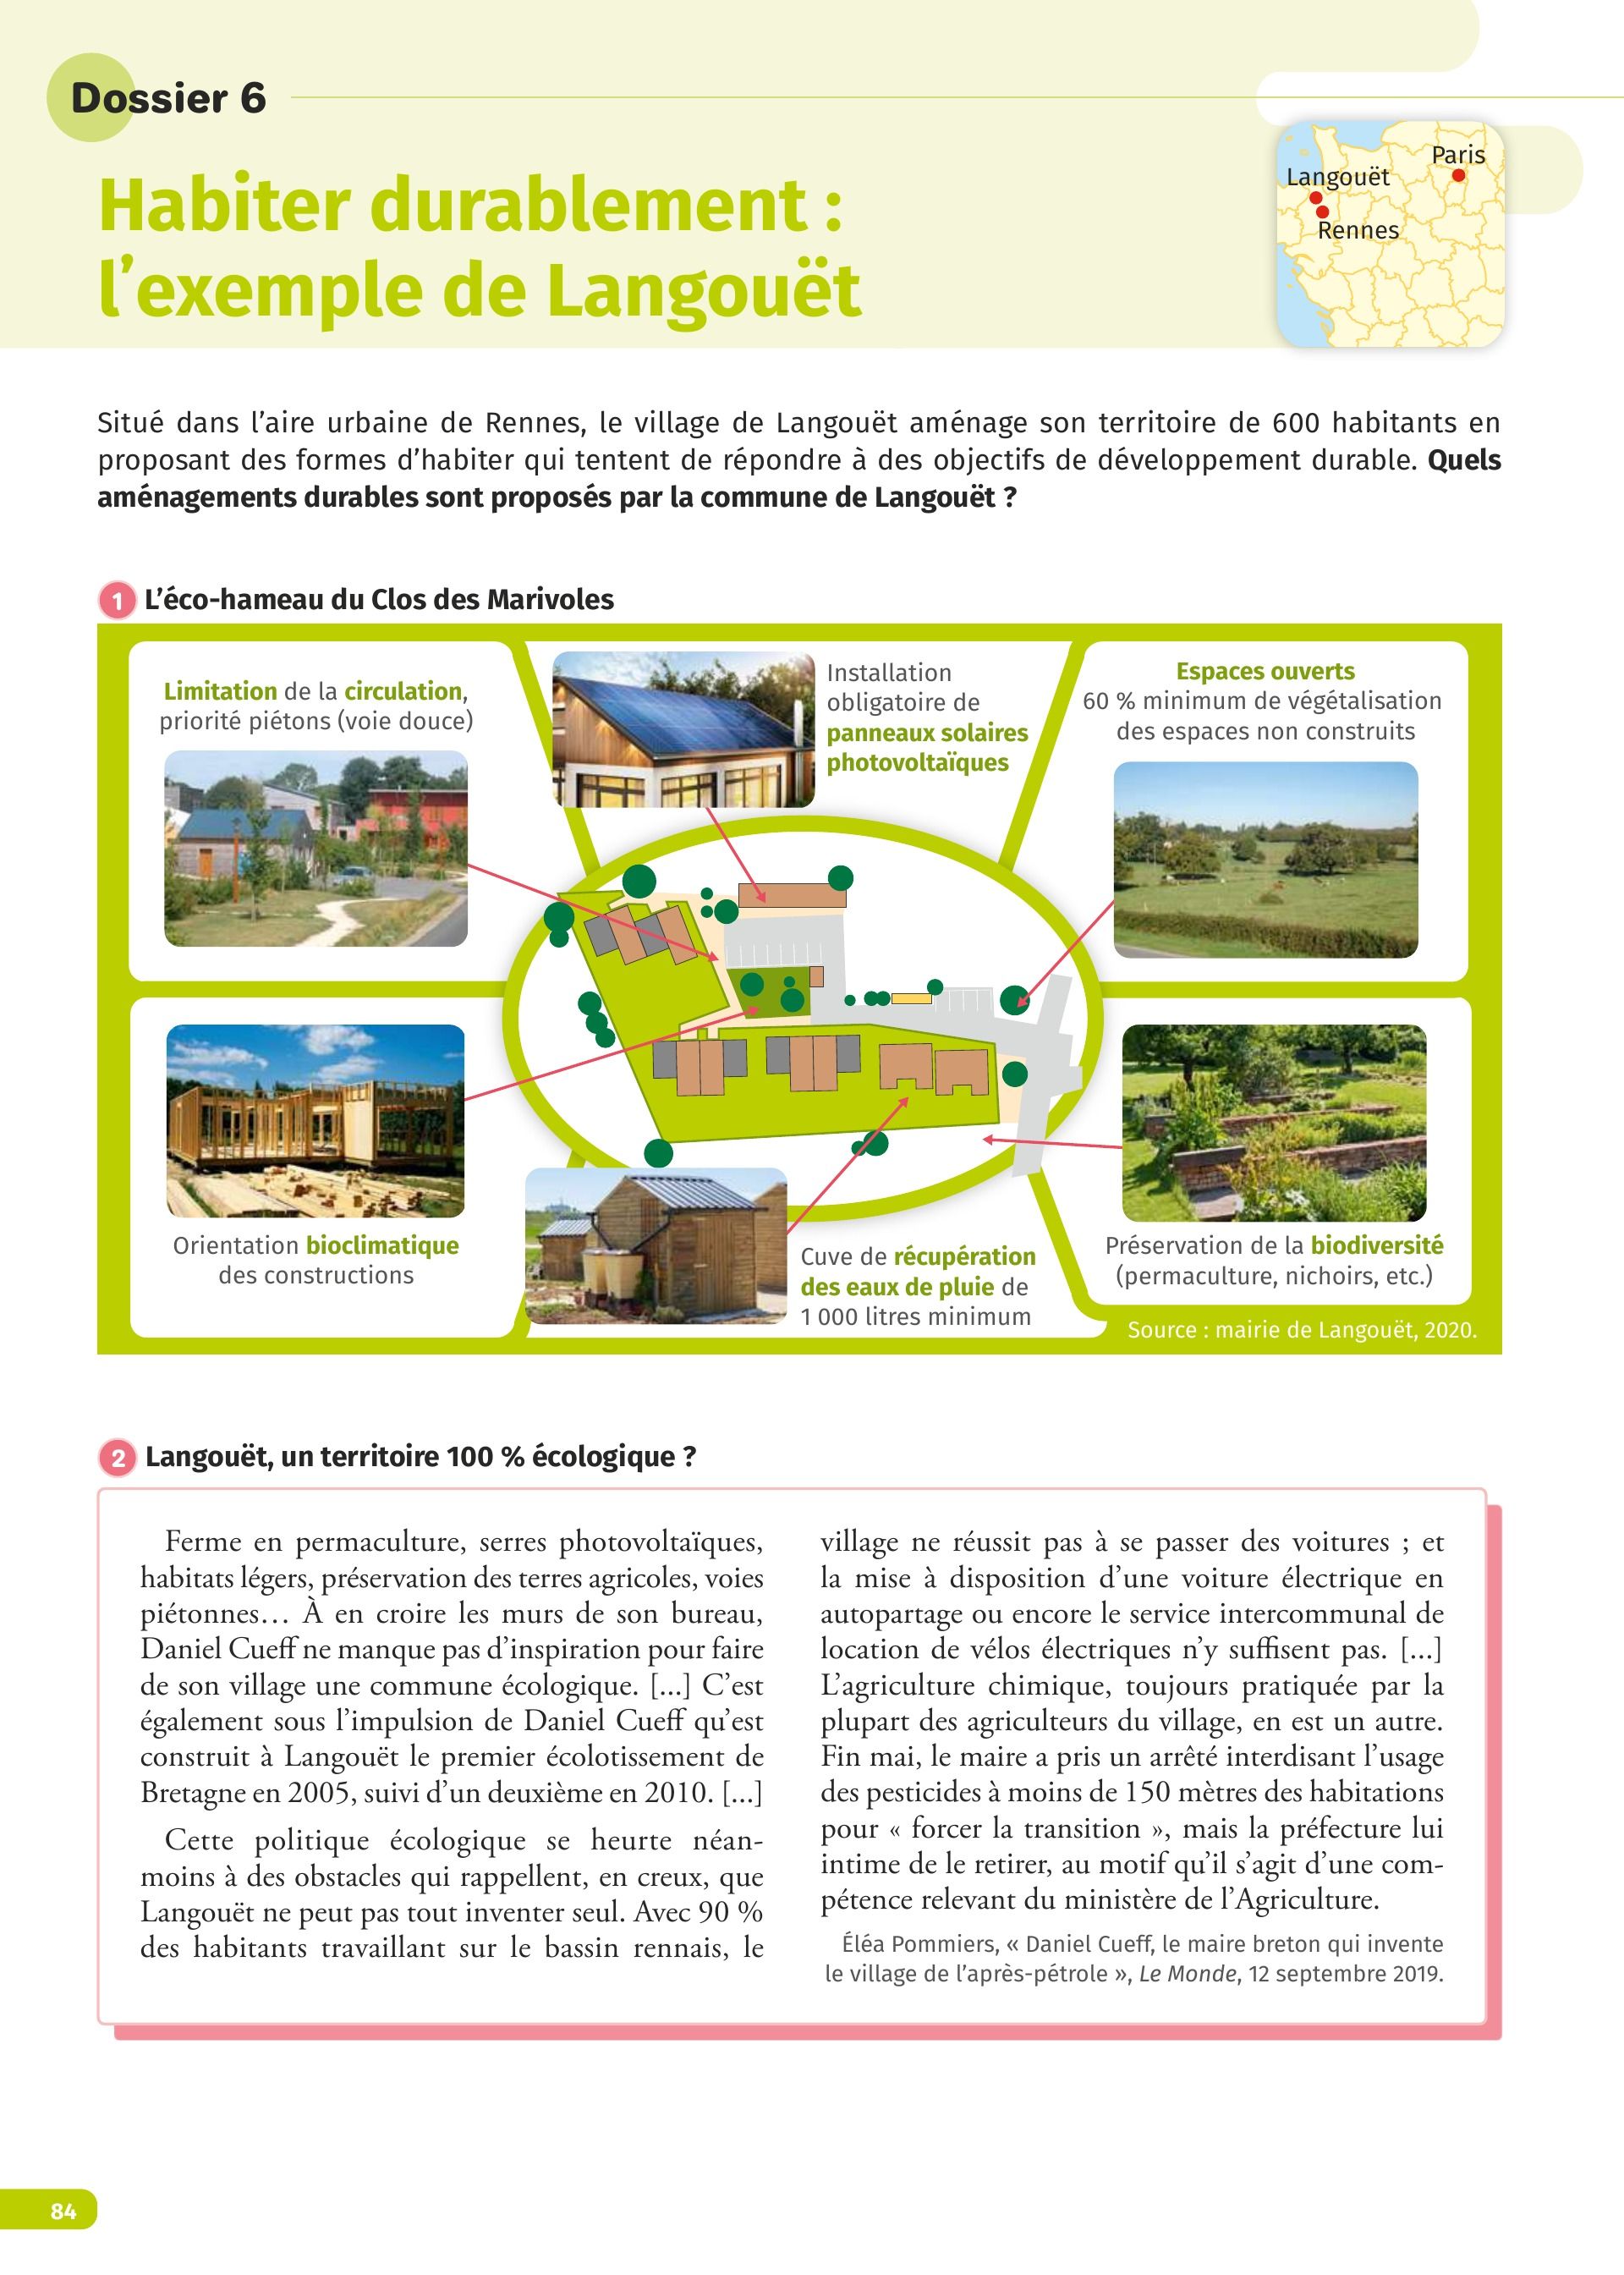 Dossier 6
Habiter durablement :
l’exemple de Langouët
Paris
Langouët
Rennes
Situé dans l’aire urbaine de Rennes, le village de Langouët aménage son territoire de 600 habitants en
proposant des formes d’habiter qui tentent de répondre à des objectifs de développement durable. Quels
aménagements durables sont proposés par la commune de Langouët ?
1 L’éco-hameau du Clos des Marivoles
Limitation de la circulation,
priorité piétons (voie douce)
Installation
obligatoire de
panneaux solaires
photovoltaïques
Espaces ouverts
60 % minimum de végétalisation
des espaces non construits
Orientation bioclimatique
des constructions
Cuve de récupération
des eaux de pluie de
1 000 litres minimum
Préservation de la biodiversité
(permaculture, nichoirs, etc.)
Source : mairie de Langouët, 2020.
2 Langouët, un territoire 100 % écologique ?
Ferme en permaculture, serres photovoltaïques,
habitats légers, préservation des terres agricoles, voies
piétonnes… À en croire les murs de son bureau,
Daniel Cueff ne manque pas d’inspiration pour faire
de son village une commune écologique. [...] C’est
également sous l’impulsion de Daniel Cueff qu’est
construit à Langouët le premier écolotissement de
Bretagne en 2005, suivi d’un deuxième en 2010. [...]
Cette politique écologique se heurte néan-
moins à des obstacles qui rappellent, en creux, que
Langouët ne peut pas tout inventer seul. Avec 90 %
des habitants travaillant sur le bassin rennais, le
village ne réussit pas à se passer des voitures ; et
la mise à disposition d’une voiture électrique en
autopartage ou encore le service intercommunal de
location de vélos électriques n’y suffisent pas. [...]
L’agriculture chimique, toujours pratiquée par la
plupart des agriculteurs du village, en est un autre.
Fin mai, le maire a pris un arrêté interdisant l’usage
des pesticides à moins de 150 mètres des habitations
pour « forcer la transition », mais la préfecture lui
intime de le retirer, au motif qu’il s’agit d’une com-
pétence relevant du ministère de l’Agriculture.
Éléa Pommiers, « Daniel Cueff, le maire breton qui invente
le village de l’après-pétrole », Le Monde, 12 septembre 2019.
84